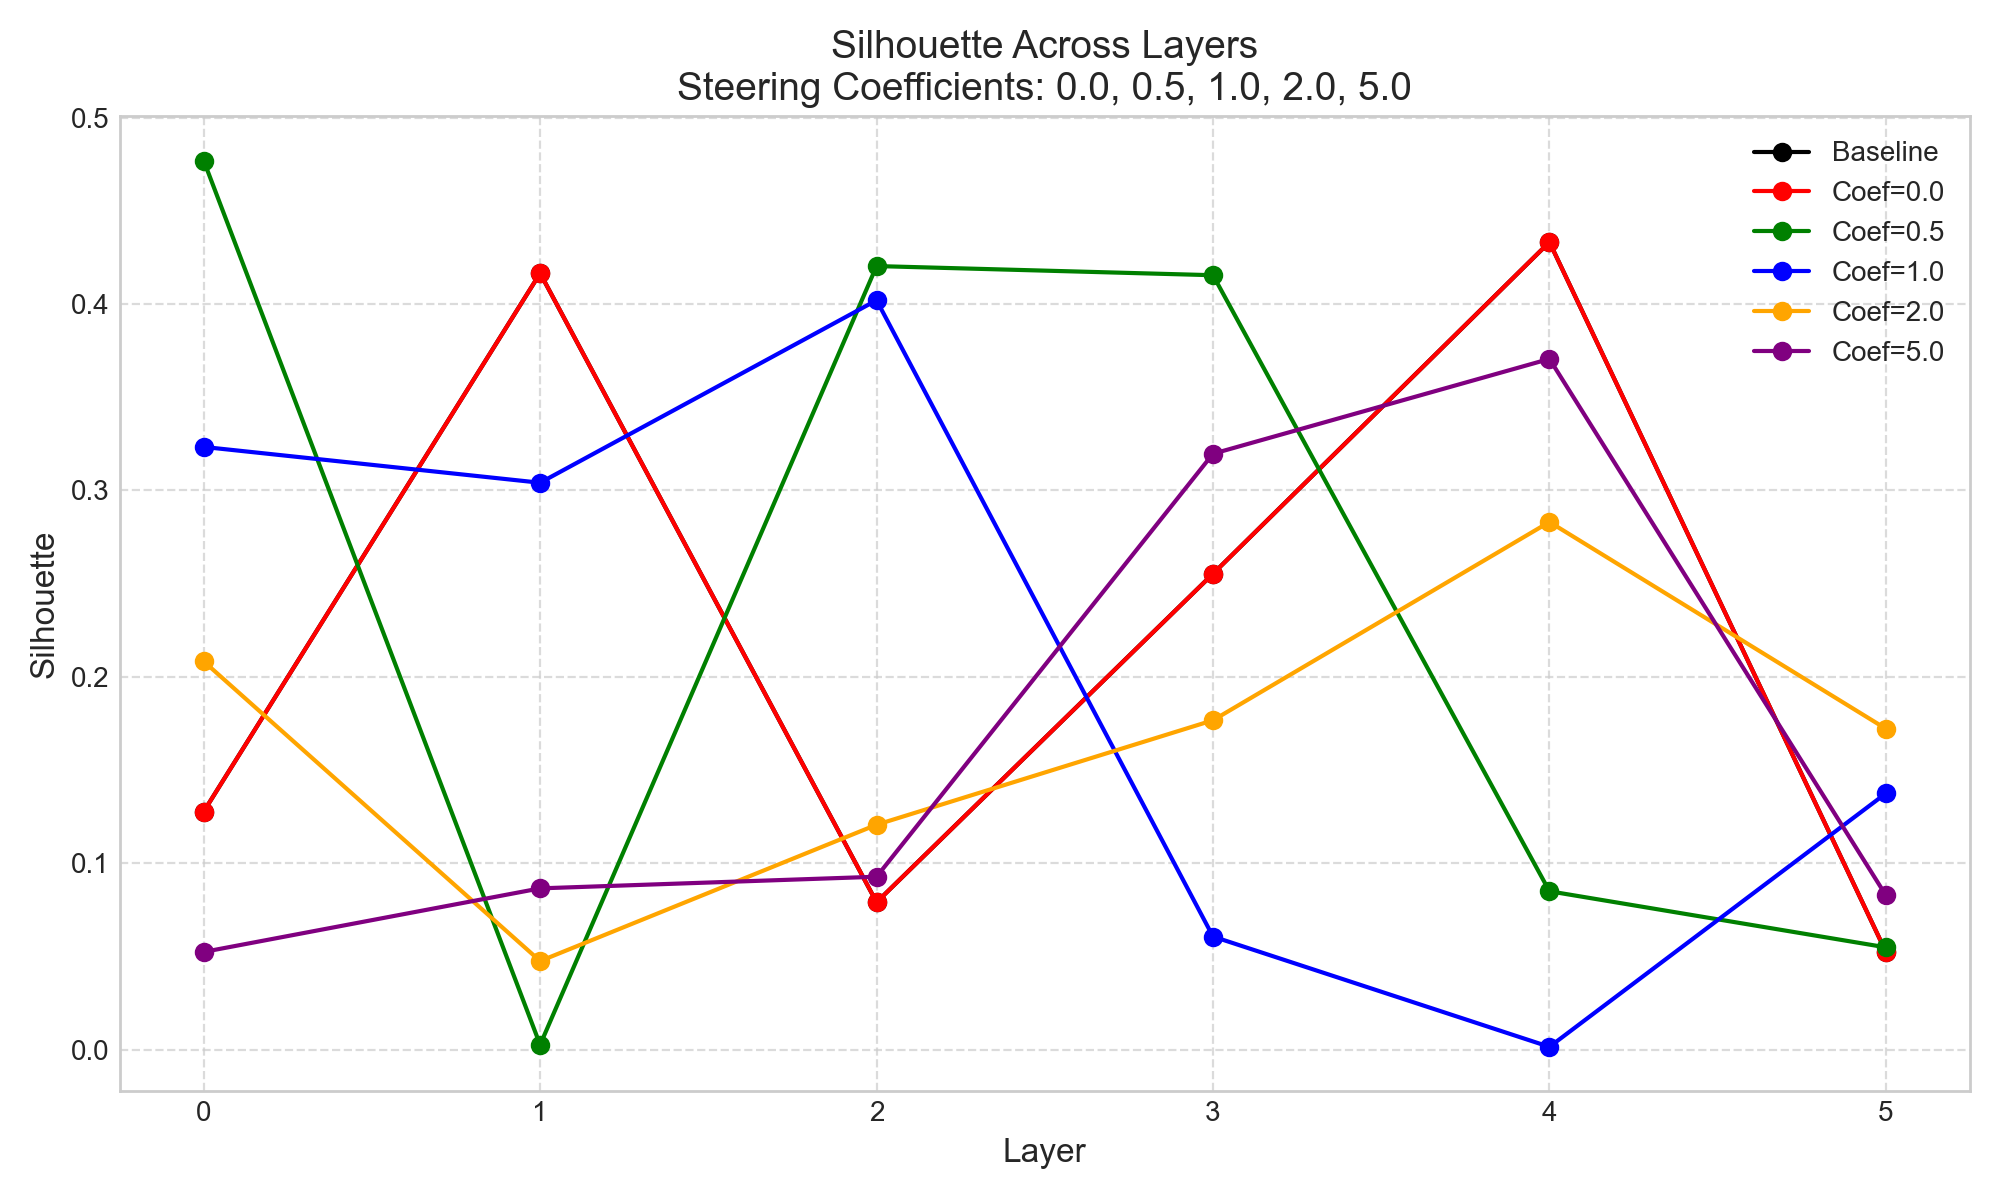 Silhouette Across Layers
Steering Coefficients: 0.0, 0.5, 1.0, 2.0, 5.0
Silhouette
0.5
0.4
0.3
0.2
0.1
0.0
Baseline
Coef=0.0
Coef=0.5
Coef=1.0
Coef=2.0
Coef=5.0
0 1 2 3 4 5
Layer